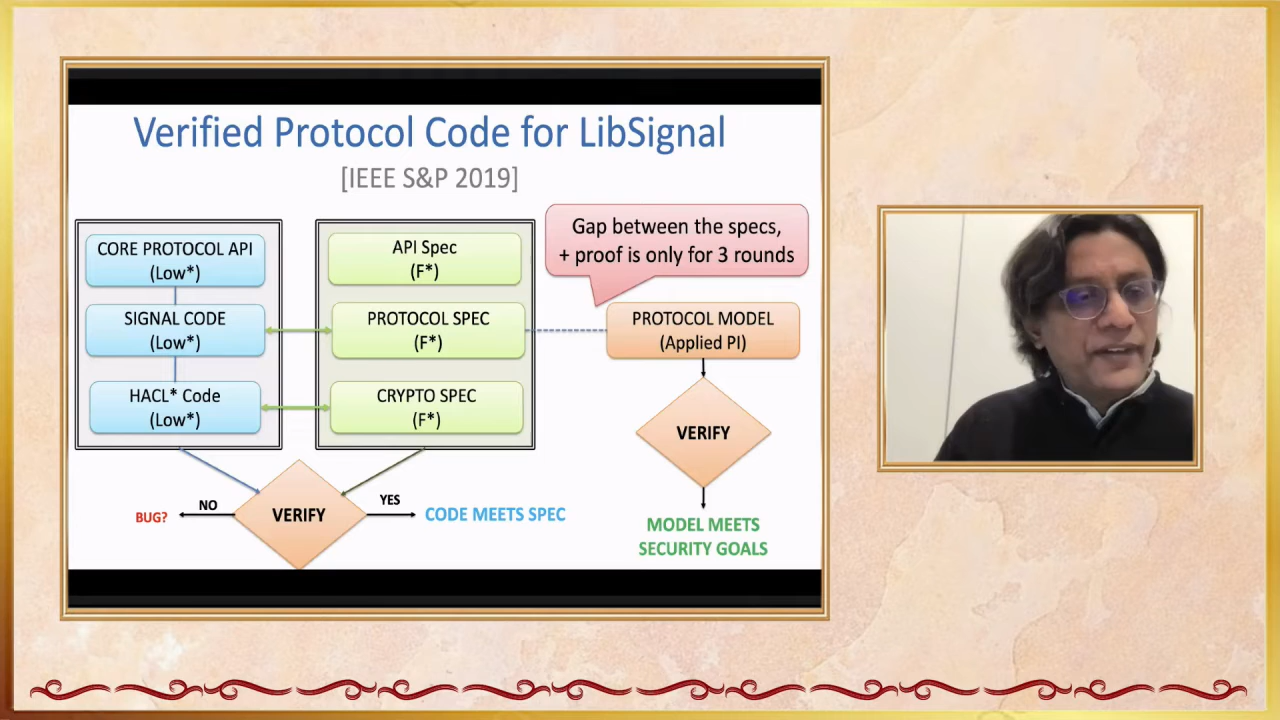 Verified Protocol Code for LibSignal
[IEEE S&P 2019]
Gap between the specs,
+ proof is only for 3 rounds
CORE PROTOCOL API
(Low*)
API Spec
(F*)
SIGNAL CODE
(Low*)
PROTOCOL SPEC
(F*)
PROTOCOL MODEL
(Applied PI)
HACL* Code
(Low*)
CRYPTO SPEC
(F*)
VERIFY
VERIFY
NO
YES
BUG?
CODE MEETS SPEC
MODEL MEETS
SECURITY GOALS